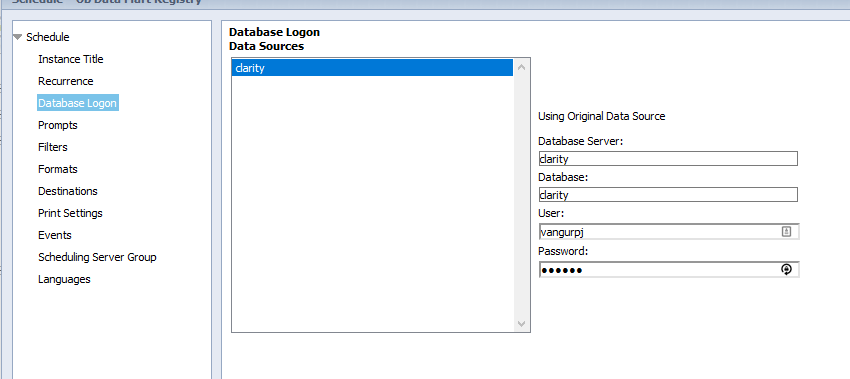 Schedule - OB Data Mart Registry
Schedule
Instance Title
Recurrence
Database Logon
Prompts
Filters
Formats
Destinations
Print Settings
Events
Scheduling Server Group
Languages
Database Logon
Data Sources
clarity
Using Original Data Source
Database Server:
clarity
Database:
clarity
User:
vangurpj
Password:
●●●●●●